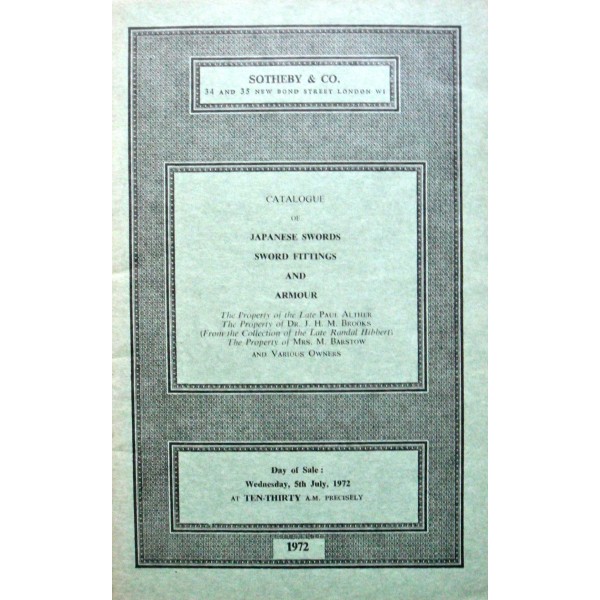 SOTHEBY & CO.
34 AND 35 NEW BOND STREET LONDON W1
CATALOGUE
OF
JAPANESE SWORDS
SWORD FITTINGS
AND
ARMOUR
The Property of the Late PAUL ALTHER
The Property of DR. J. H. M. BROOKS
(From the Collection of the Late Randal Hibbert)
The Property of MRS. M. BARSTOW
AND VARIOUS OWNERS
Day of Sale:
Wednesday, 5th July, 1972
AT TEN-THIRTY A.M. PRECISELY
1972